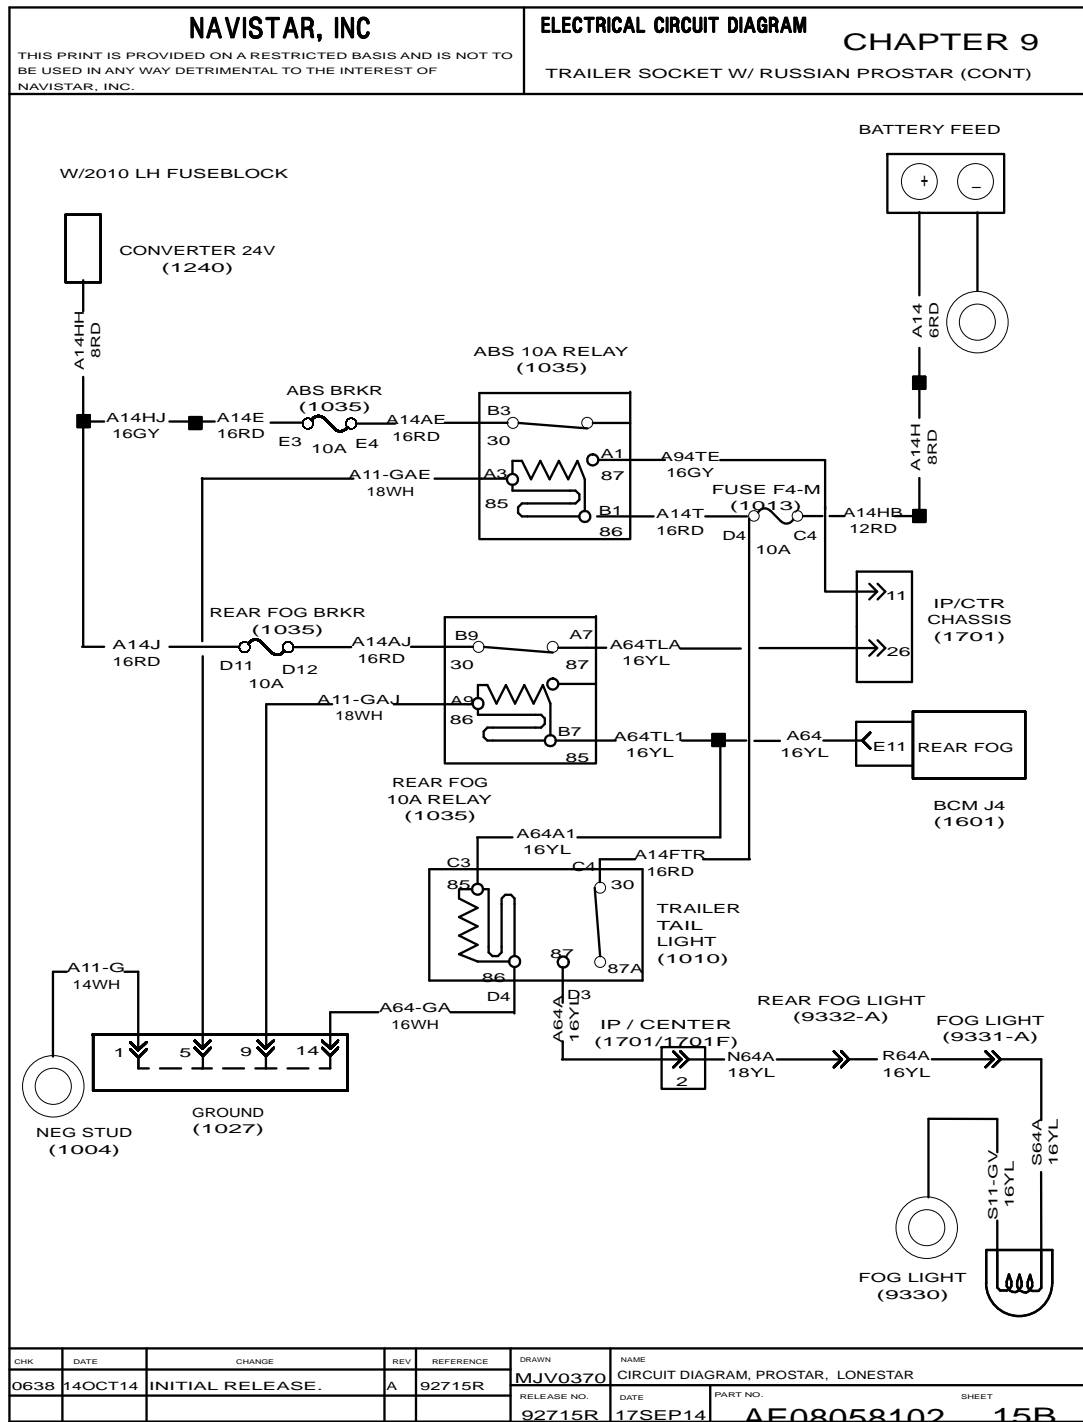 NAVISTAR, INC
THIS PRINT IS PROVIDED ON A RESTRICTED BASIS AND IS NOT TO
BE USED IN ANY WAY DETRIMENTAL TO THE INTEREST OF
NAVISTAR, INC.
ELECTRICAL CIRCUIT DIAGRAM
CHAPTER 9
TRAILER SOCKET W/ RUSSIAN PROSTAR (CONT)
BATTERY FEED
+ –
W/2010 LH FUSEBLOCK
CONVERTER 24V
(1240)
A14HH
8RD
A14
6RD
A14H
8RD
ABS 10A RELAY
(1035)
ABS BRKR
(1035)
A14HJ
16GY
A14E
16RD
E3 10A E4
A14AE
16RD
B3
30
A1
87
A94TE
16GY
A11-GAE
18WH
A3
85
B1
86
A14T
16RD
FUSE F4-M
(1013)
D4 C4
10A
A14HB
12RD
11
26
IP/CTR
CHASSIS
(1701)
REAR FOG BRKR
(1035)
A14J
16RD
D11 D12
10A
A14AJ
16RD
B9
30
A7
87
A64TLA
16YL
A11-GAJ
18WH
A9
86
B7
85
A64TL1
16YL
A64
16YL
E11
REAR FOG
BCM J4
(1601)
REAR FOG
10A RELAY
(1035)
A64A1
16YL
A14FTR
16RD
C3
85
C4
30
TRAILER
TAIL
LIGHT
(1010)
86
87
87A
D4
D3
A11-G
14WH
A64-GA
16WH
A64A
16YL
1 5 9 14
GROUND
(1027)
NEG STUD
(1004)
IP / CENTER
(1701/1701F)
2
N64A
18YL
REAR FOG LIGHT
(9332-A)
R64A
16YL
FOG LIGHT
(9331-A)
S64A
16YL
S11-GV
16YL
FOG LIGHT
(9330)
CHK DATE CHANGE REV REFERENCE
0638 14OCT14 INITIAL RELEASE. A 92715R
DRAWN
MJV0370
NAME
CIRCUIT DIAGRAM, PROSTAR, LONESTAR
RELEASE NO.
92715R
DATE
17SEP14
PART NO.
AE08058102
SHEET
15B